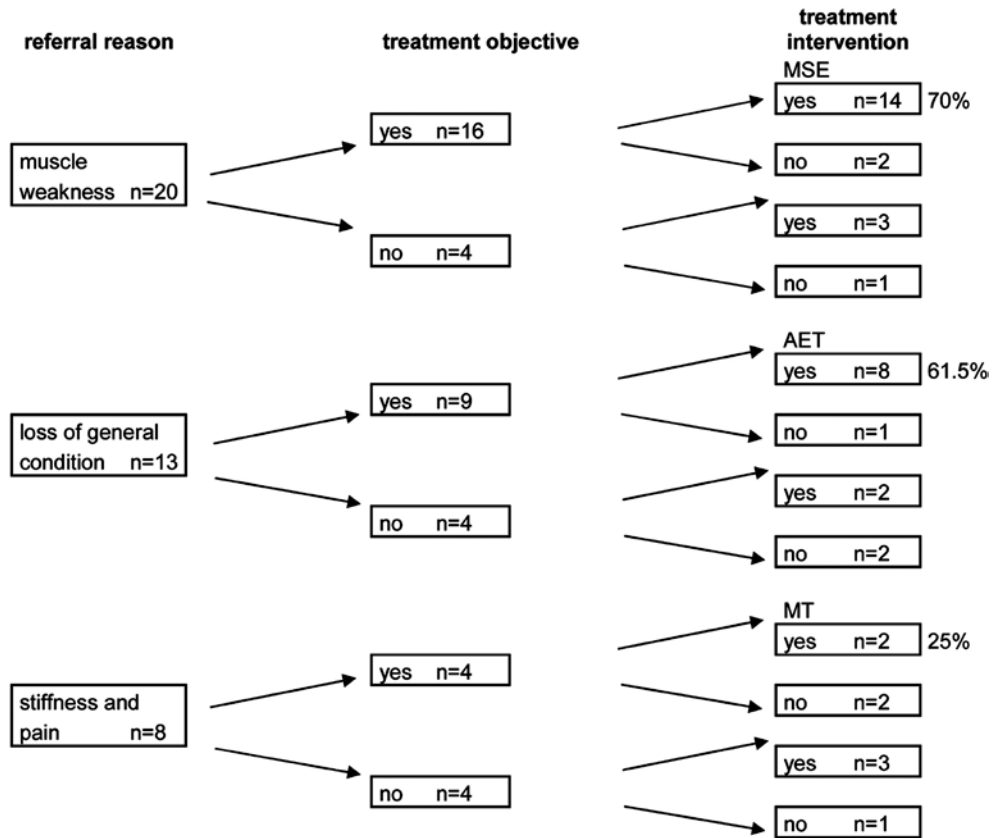 referral reason
treatment objective
treatment
intervention
MSE
yes n=14 70%
yes n=16
no n=2
muscle
weakness n=20
yes n=3
no n=4
no n=1
AET
yes n=8 61.5%
yes n=9
no n=1
loss of general
condition n=13
yes n=2
no n=4
no n=2
MT
yes n=2 25%
yes n=4
no n=2
stiffness and
pain n=8
yes n=3
no n=4
no n=1